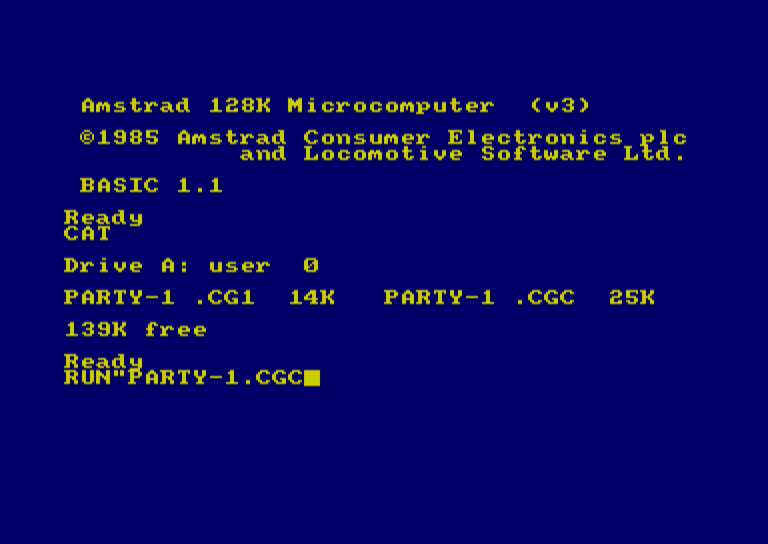 Amstrad 128K Microcomputer  (v3)
©1985 Amstrad Consumer Electronics plc
and Locomotive Software Ltd.
BASIC 1.1
Ready
CAT
Drive A: user  0
PARTY-1 .CG1  14K   PARTY-1 .CGC  25K
139K free
Ready
RUN"PARTY-1.CGC